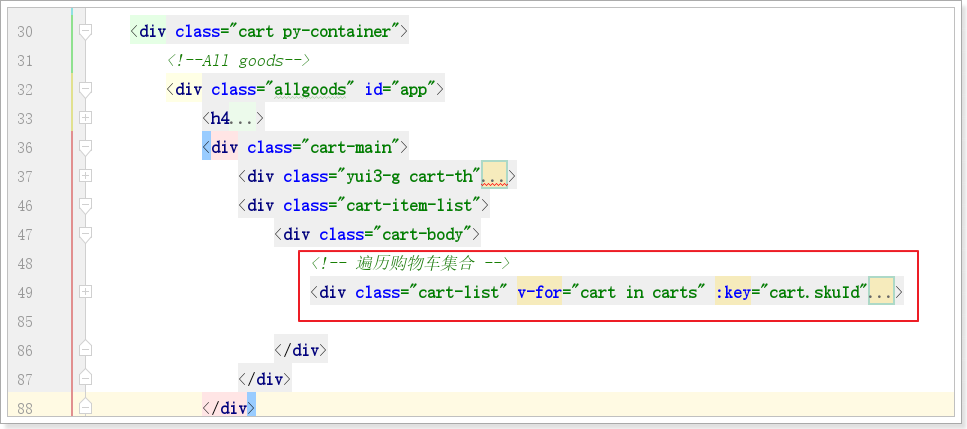 30 <div class="cart py-container">
31 <!--All goods-->
32 <div class="allgoods" id="app">
33 <h4...>
36 <div class="cart-main">
37 <div class="yui3-g cart-th"...>
46 <div class="cart-item-list">
47 <div class="cart-body">
48 <!-- 遍历购物车集合 -->
49 <div class="cart-list" v-for="cart in carts" :key="cart.skuId"...>
85
86 </div>
87 </div>
88 </div>